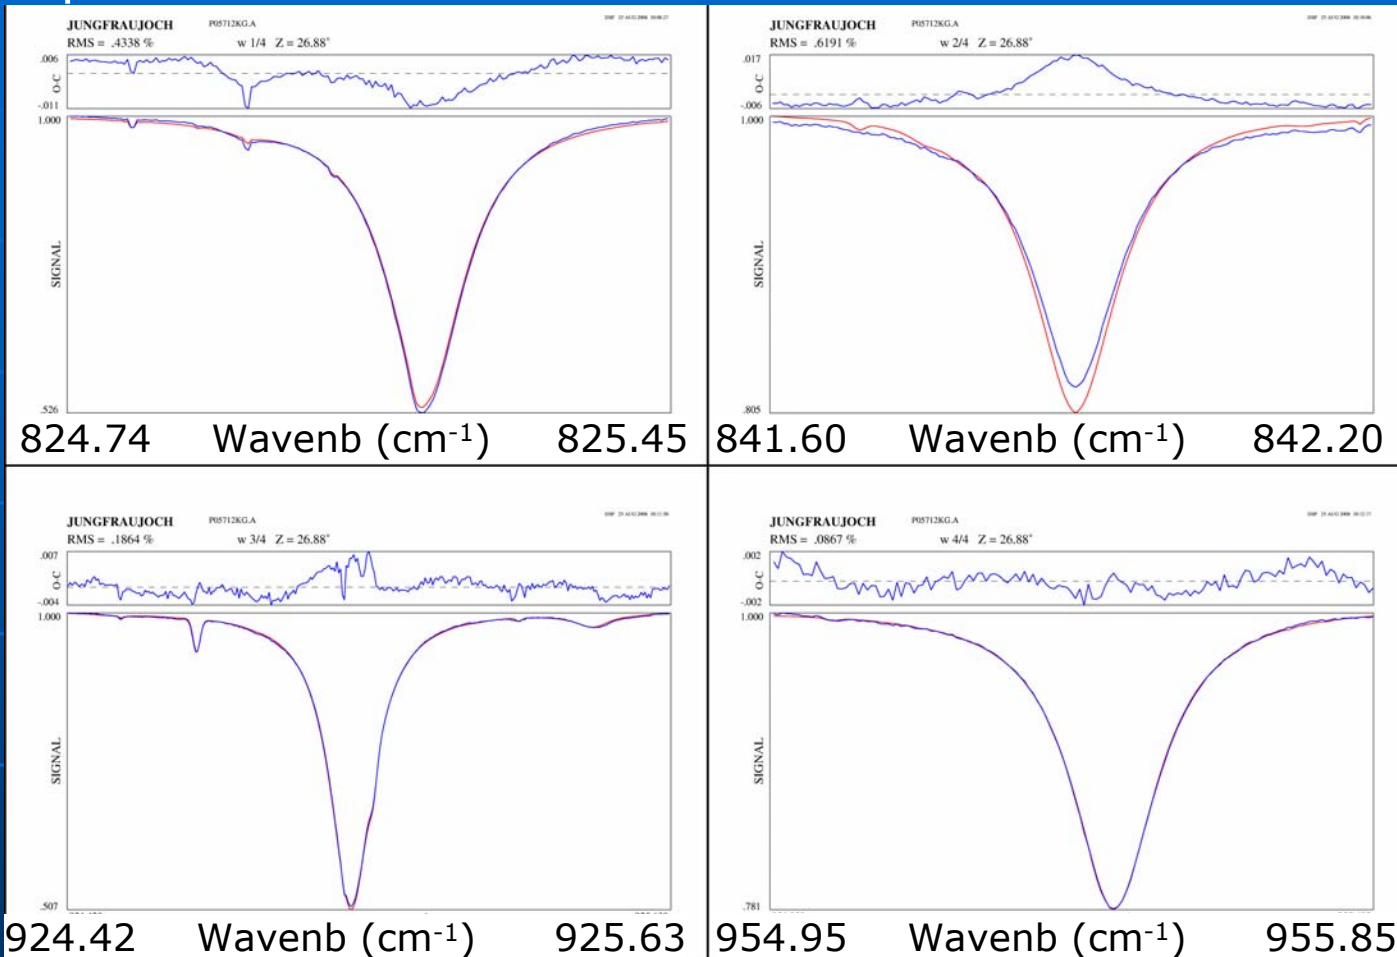 JUNGFRAUJOCH P05712KG.A
RMS = .4338 % w 1/4 Z = 26.88°
.006
O-C
-.011
1.000
SIGNAL
.526
824.74 Wavenb (cm⁻¹) 825.45
JUNGFRAUJOCH P05712KG.A
RMS = .6191 % w 2/4 Z = 26.88°
.017
O-C
-.006
1.000
SIGNAL
.805
841.60 Wavenb (cm⁻¹) 842.20
JUNGFRAUJOCH P05712KG.A
RMS = .1864 % w 3/4 Z = 26.88°
.007
O-C
-.004
1.000
SIGNAL
.507
924.42 Wavenb (cm⁻¹) 925.63
JUNGFRAUJOCH P05712KG.A
RMS = .0867 % w 4/4 Z = 26.88°
.002
O-C
-.002
1.000
SIGNAL
.781
954.95 Wavenb (cm⁻¹) 955.85